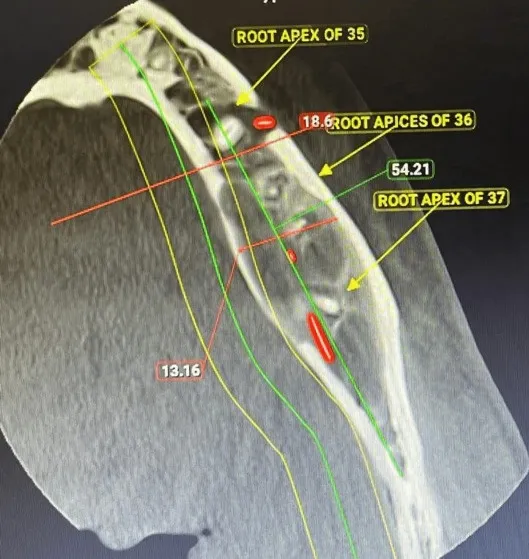 ROOT APEX OF 35
18.6
ROOT APICES OF 36
54.21
ROOT APEX OF 37
13.16